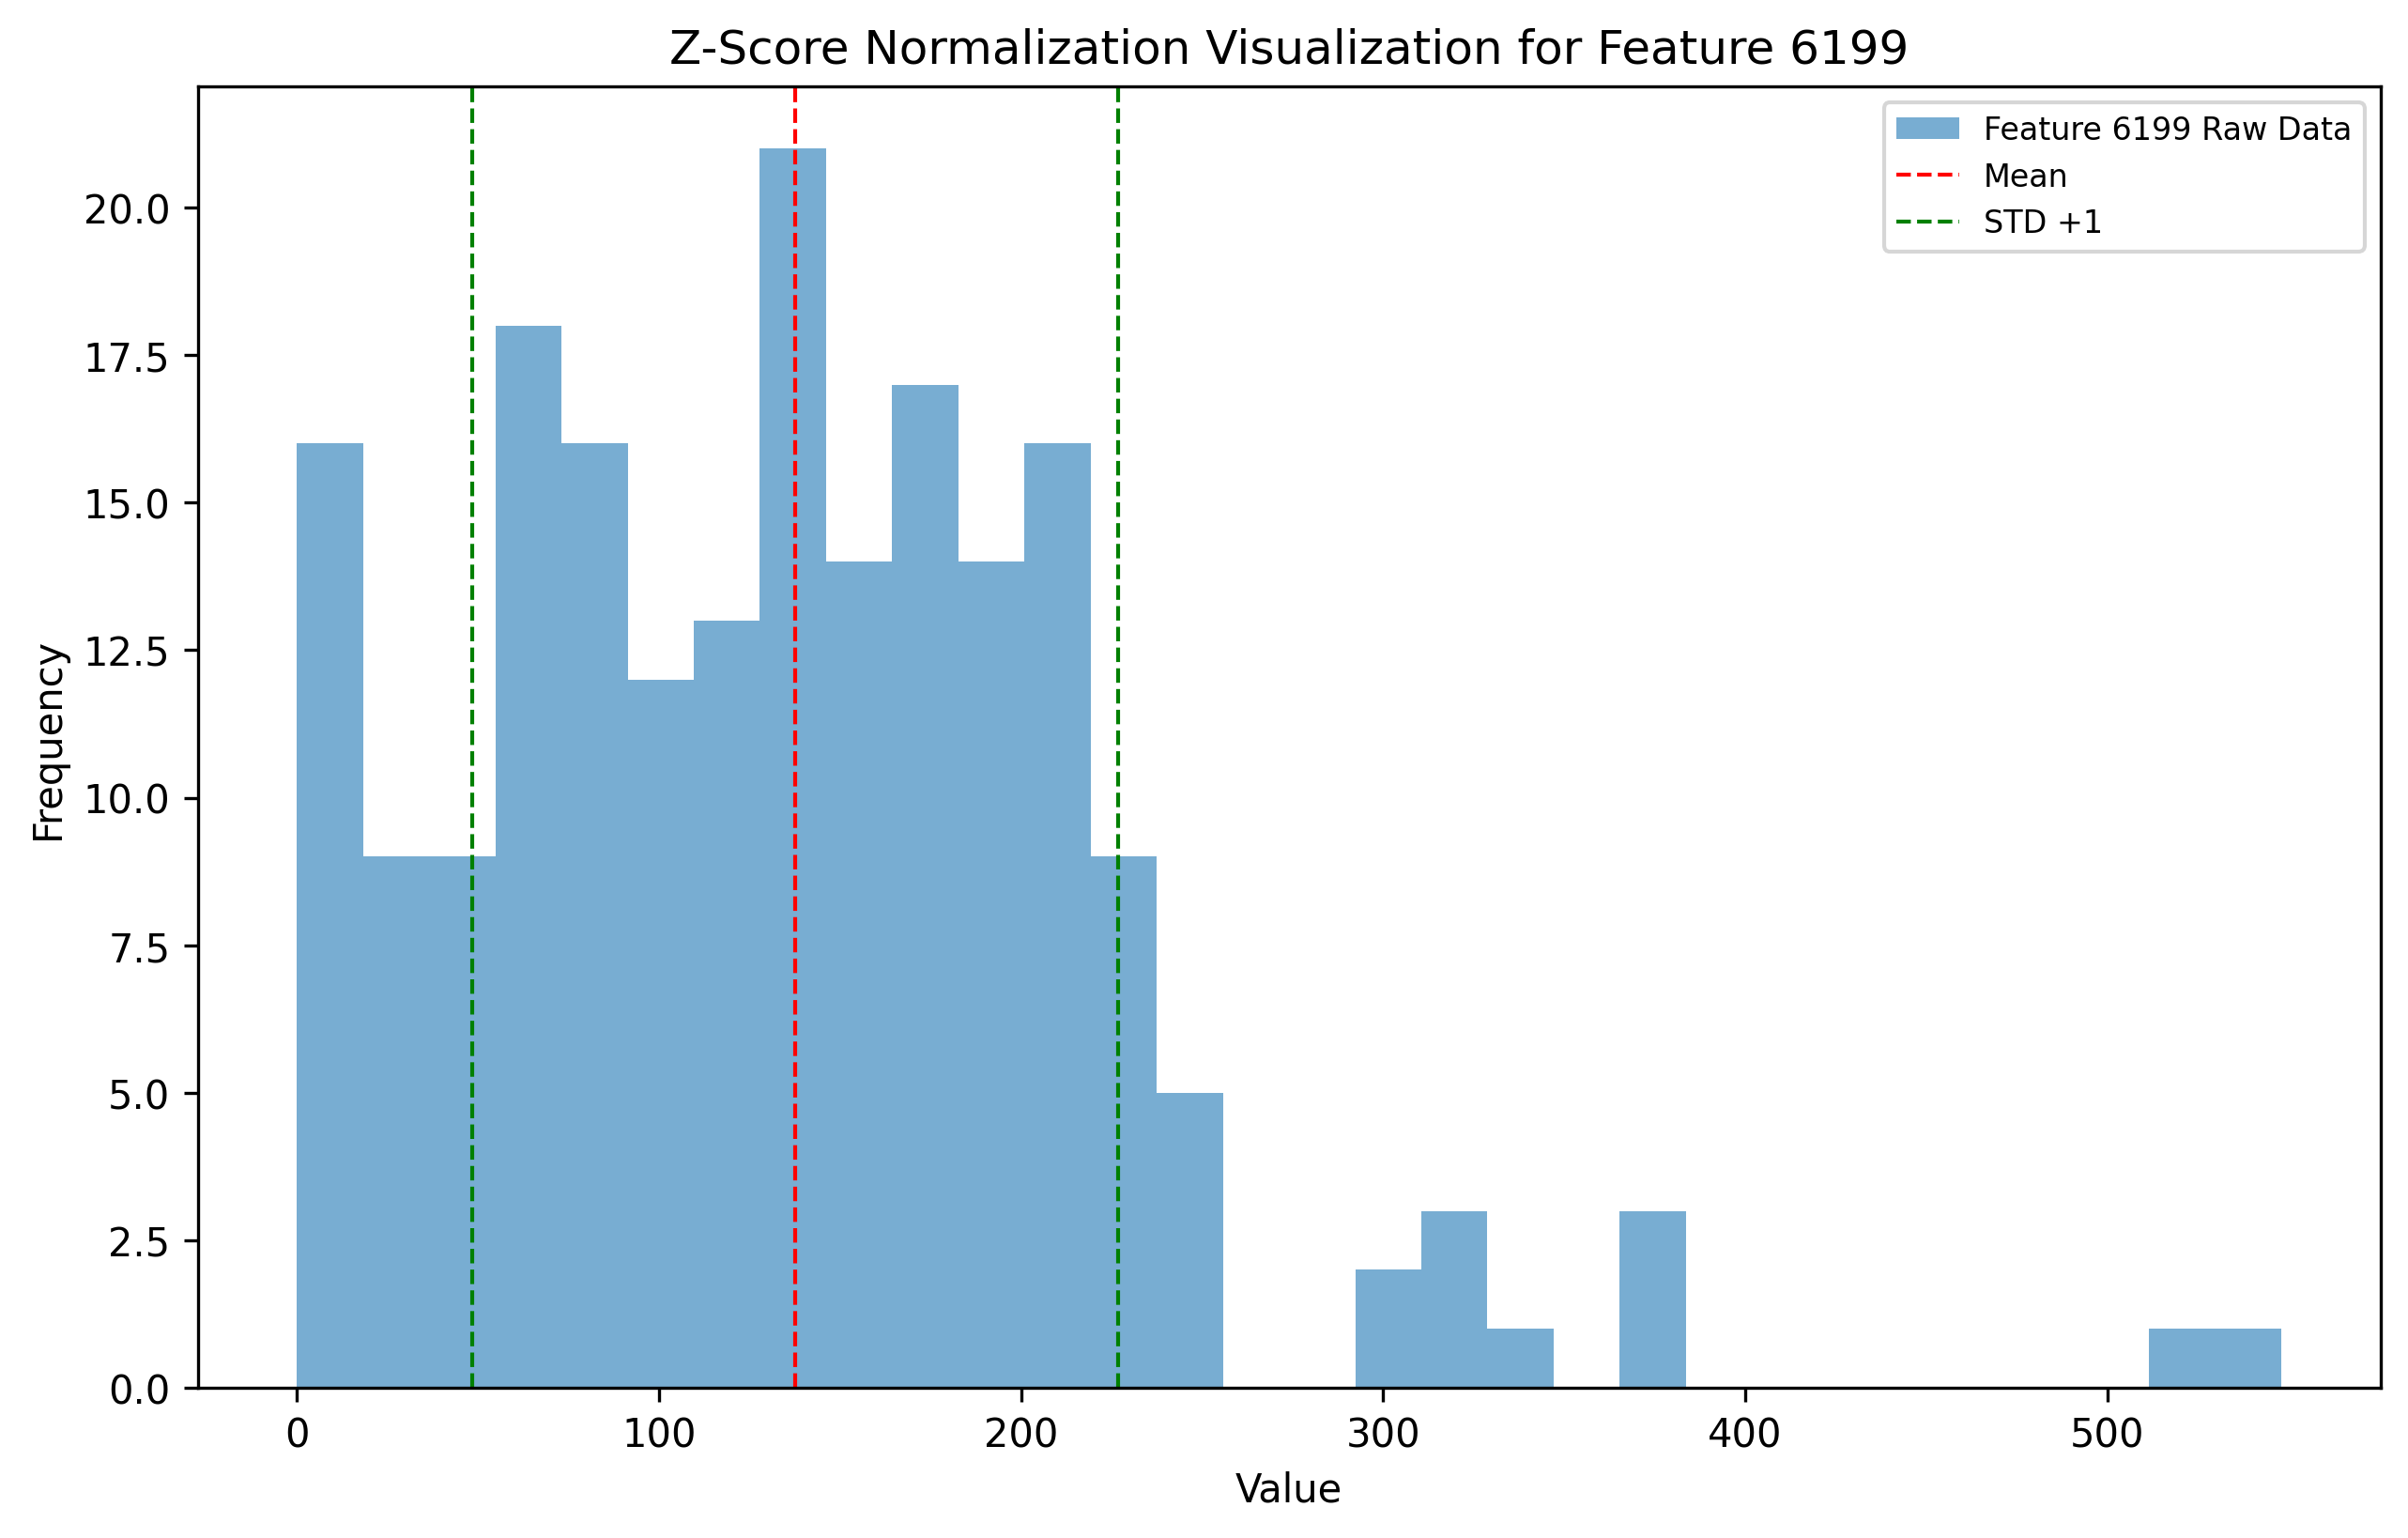 Z-Score Normalization Visualization for Feature 6199
Feature 6199 Raw Data
Mean
STD +1
20.0
17.5
15.0
12.5
10.0
7.5
5.0
2.5
0.0
Frequency
0 100 200 300 400 500
Value